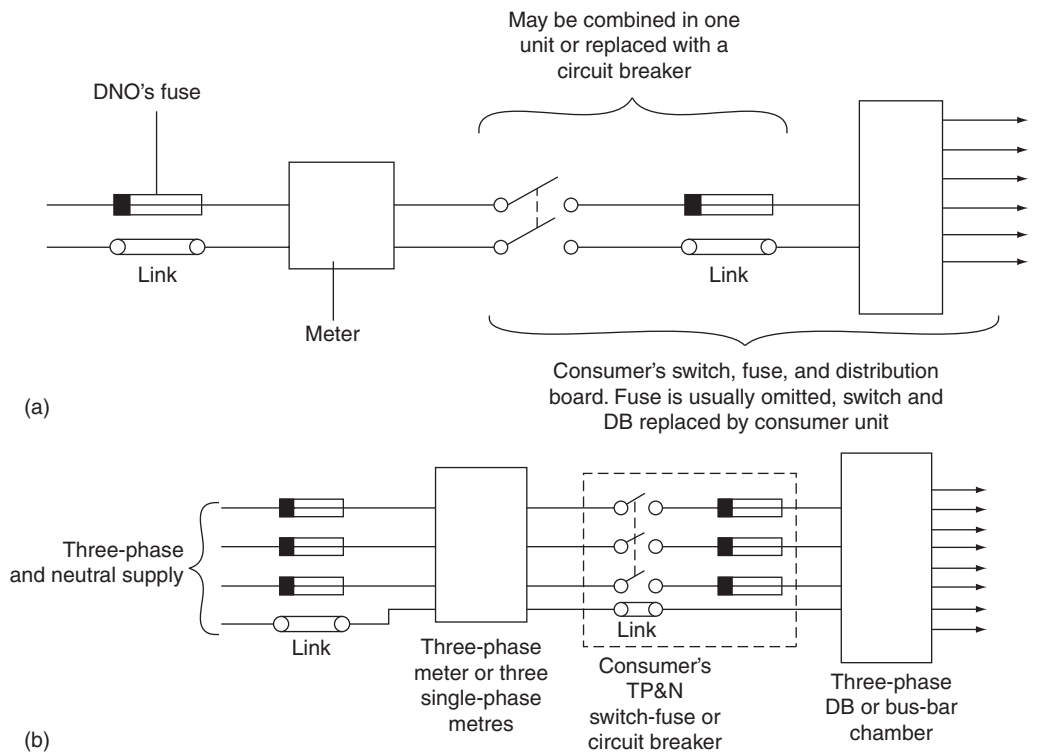 May be combined in one
unit or replaced with a
circuit breaker
DNO's fuse
Link
Link
Meter
Consumer's switch, fuse, and distribution
board. Fuse is usually omitted, switch and
DB replaced by consumer unit
(a)
Three-phase
and neutral supply
Link
Link
Three-phase
meter or three
single-phase
metres
Consumer's
TP&N
switch-fuse or
circuit breaker
Three-phase
DB or bus-bar
chamber
(b)